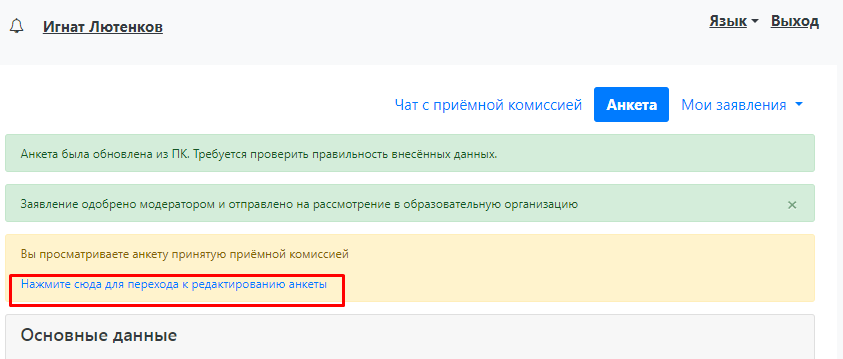 Игнат Лютенков
Язык
Выход
Чат с приёмной комиссией
Анкета
Мои заявления
Анкета была обновлена из ПК. Требуется проверить правильность внесённых данных.
Заявление одобрено модератором и отправлено на рассмотрение в образовательную организацию ×
Вы просматриваете анкету принятую приёмной комиссией
Нажмите сюда для перехода к редактированию анкеты
Основные данные